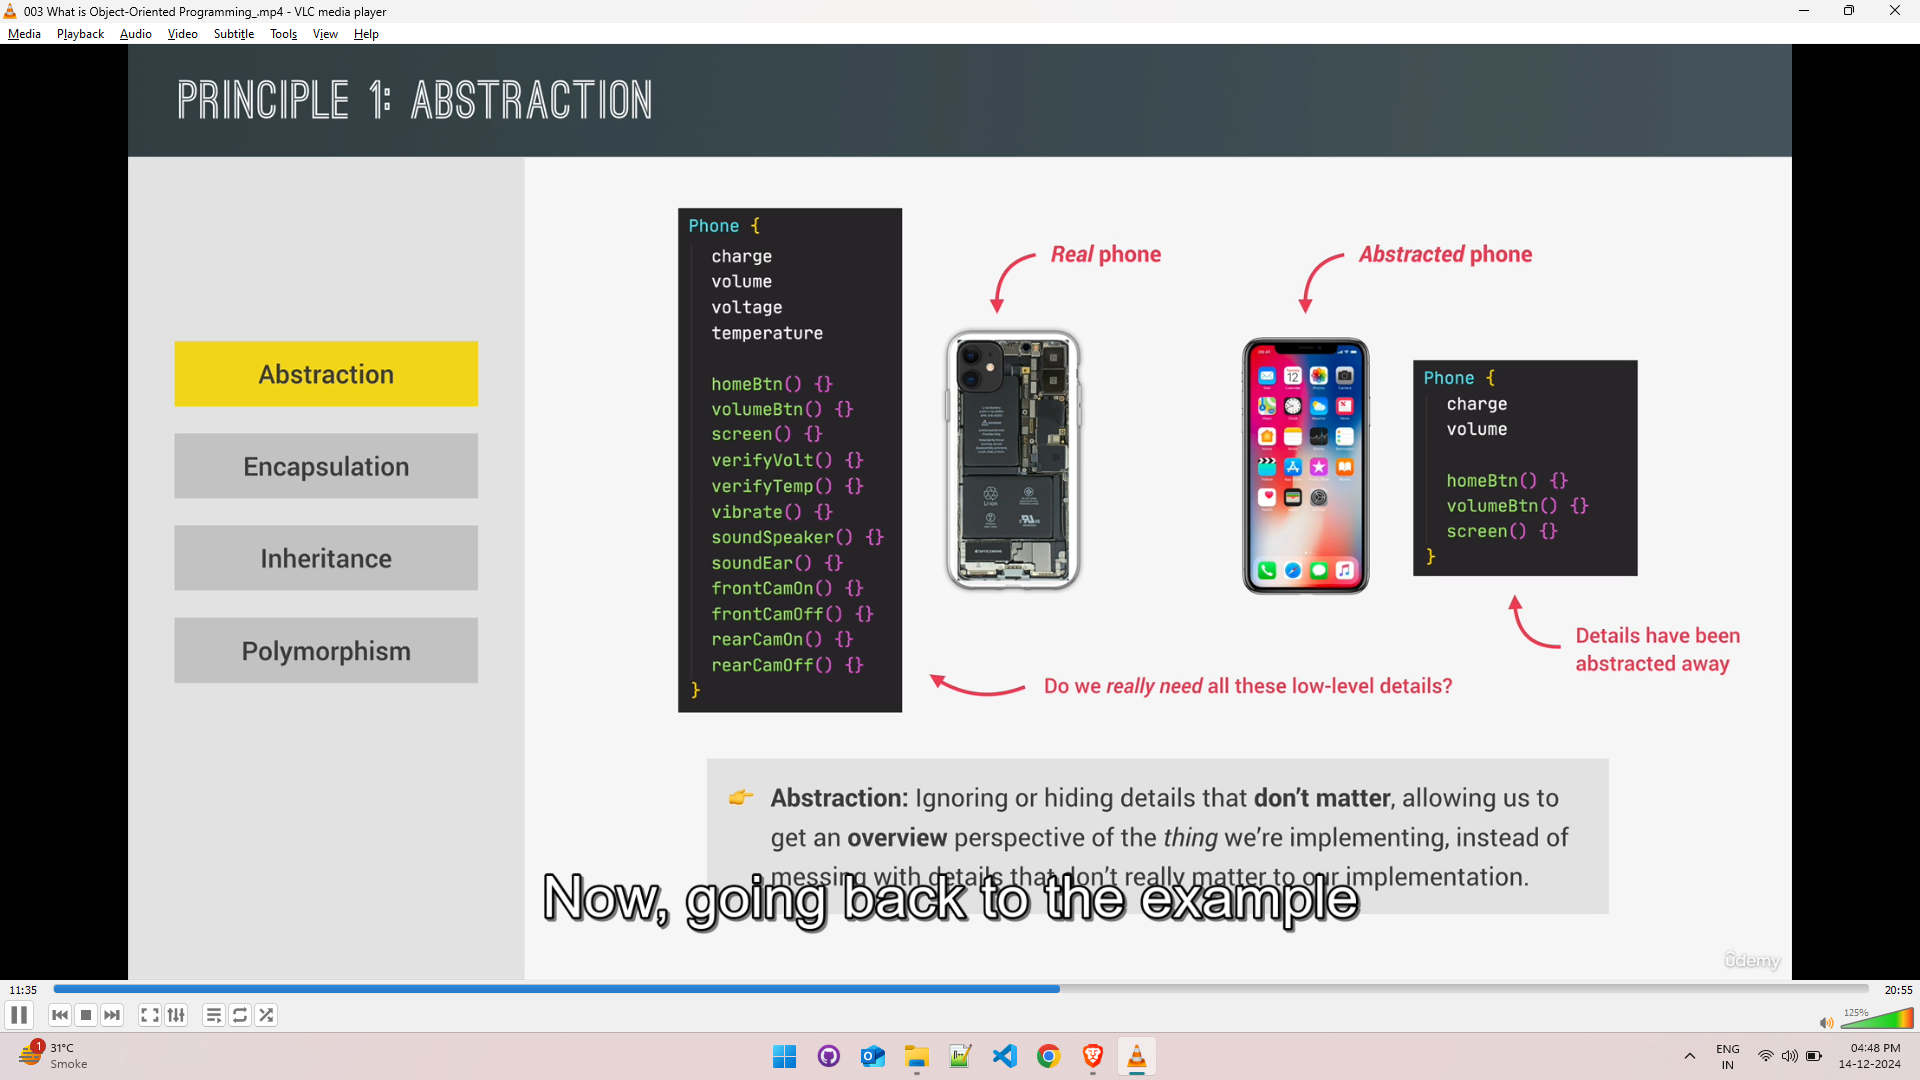 003 What is Object-Oriented Programming_.mp4 - VLC media player
Media Playback Audio Video Subtitle Tools View Help
PRINCIPLE 1: ABSTRACTION
Abstraction
Encapsulation
Inheritance
Polymorphism
Phone {
charge
volume
voltage
temperature
homeBtn() {}
volumeBtn() {}
screen() {}
verifyVolt() {}
verifyTemp() {}
vibrate() {}
soundSpeaker() {}
soundEar() {}
frontCamOn() {}
frontCamOff() {}
rearCamOn() {}
rearCamOff() {}
}
Real phone
Abstracted phone
Phone {
charge
volume
homeBtn() {}
volumeBtn() {}
screen() {}
}
Details have been
abstracted away
Do we really need all these low-level details?
👉 Abstraction: Ignoring or hiding details that don't matter, allowing us to
get an overview perspective of the thing we're implementing, instead of
messing with details that don't really matter to our implementation.
Now, going back to the example
ûdemy
11:35
20:55
125%
1
31°C
Smoke
ENG
IN
04:48 PM
14-12-2024